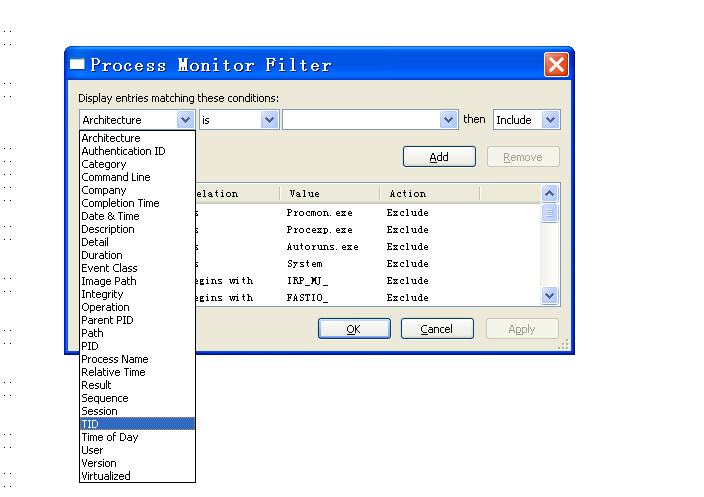 Process Monitor Filter
Display entries matching these conditions:
Architecture is then Include
Architecture
Authentication ID
Category
Command Line
Company
Completion Time
Date & Time
Description
Detail
Duration
Event Class
Image Path
Integrity
Operation
Parent PID
Path
PID
Process Name
Relative Time
Result
Sequence
Session
TID
Time of Day
User
Version
Virtualized
Add Remove
elation Value Action
s Procmon.exe Exclude
s Procexp.exe Exclude
s Autoruns.exe Exclude
s System Exclude
egins with IRP_MJ_ Exclude
egins with FASTIO_ Exclude
OK Cancel Apply